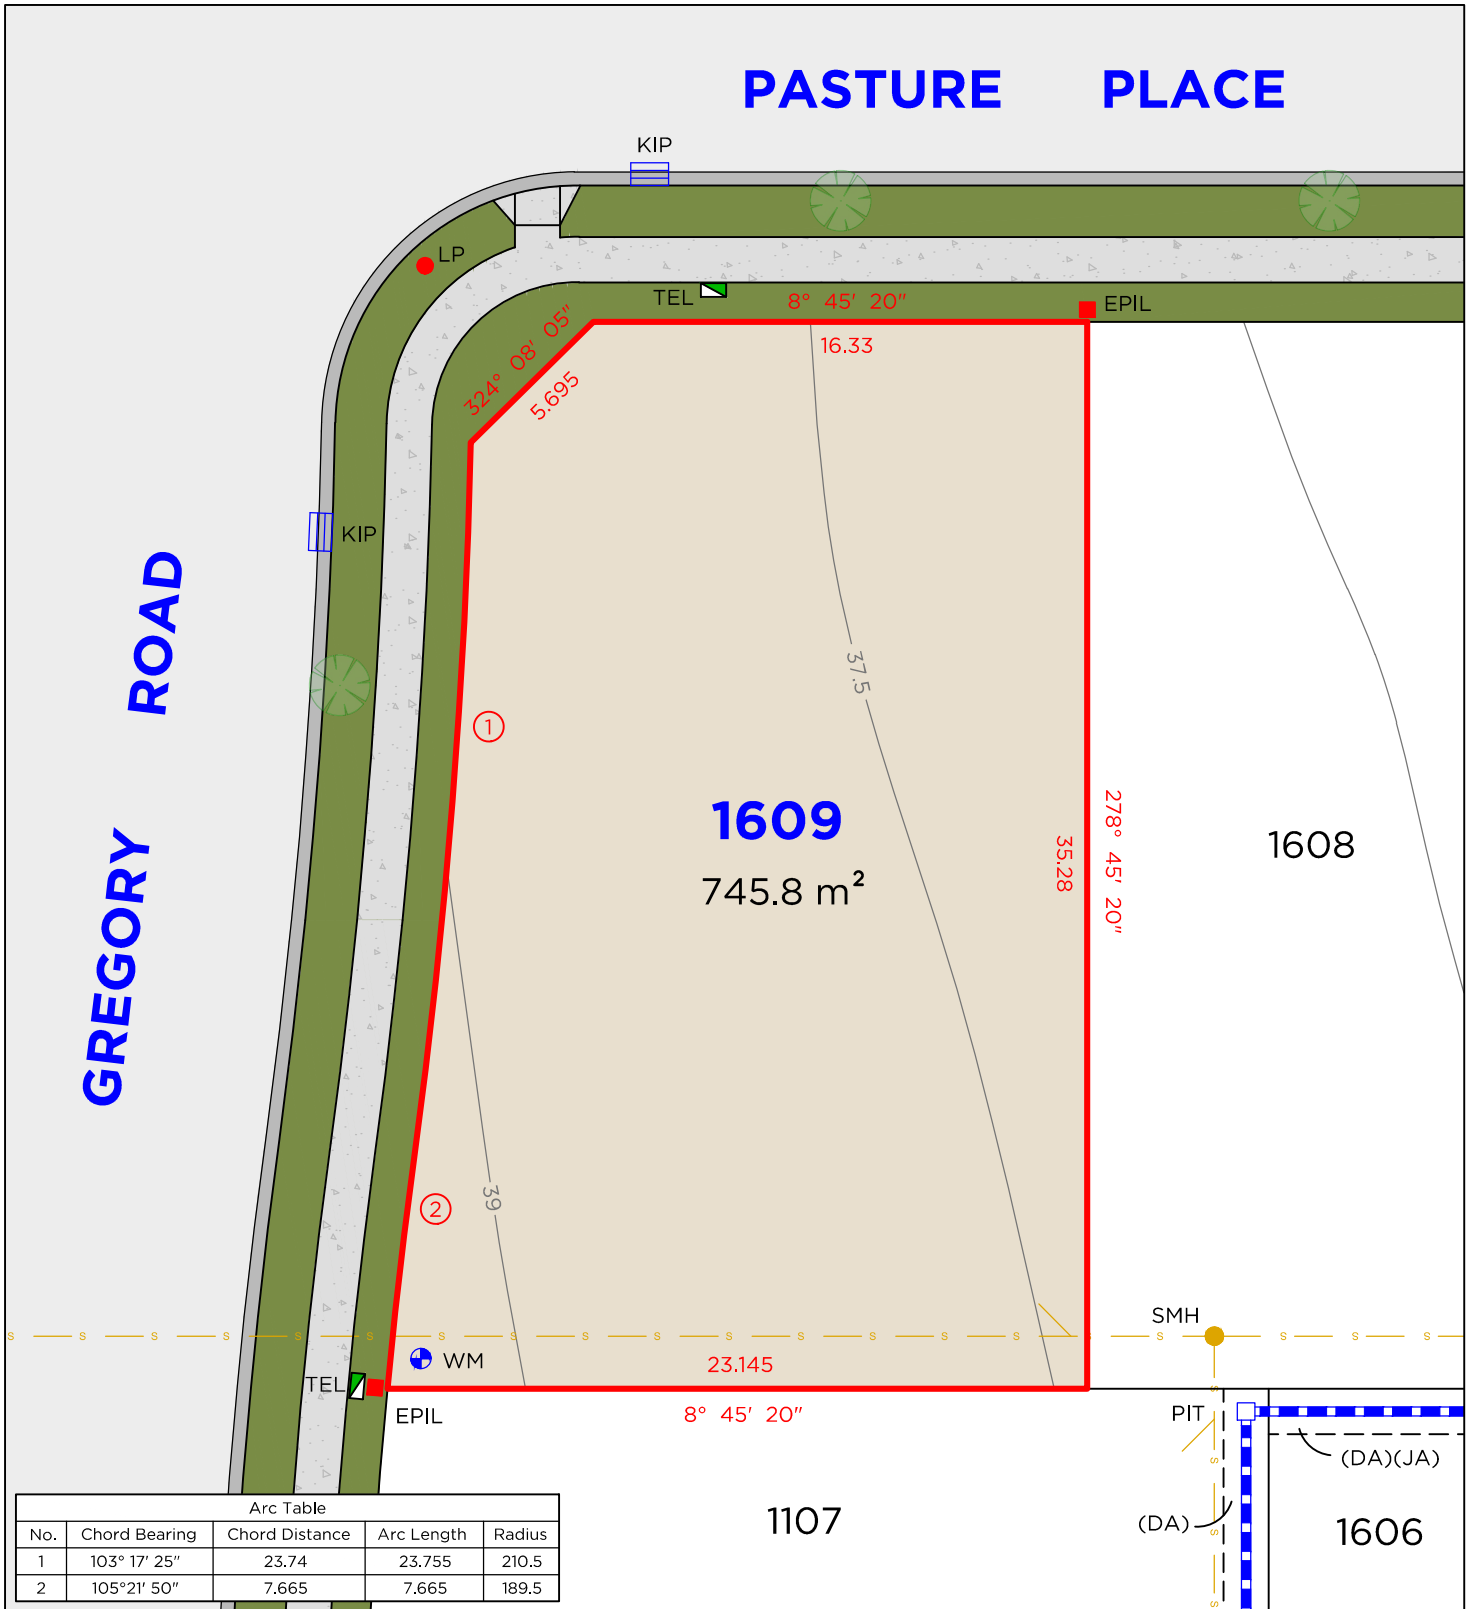 PASTURE PLACE
KIP
LP
TEL
8° 45' 20"
EPIL
16.33
324° 08' 05"
5.695
KIP
GREGORY ROAD
37.5
1
1609
745.8 m²
35.28
278° 45' 20"
1608
39
2
SMH
s s s s s s s s s s s s s s s s s s s
WM
23.145
TEL
EPIL
8° 45' 20"
PIT
(DA)(JA)
(DA)
1107
1606
s
s
s
s
Arc Table
No. Chord Bearing Chord Distance Arc Length Radius
1 103° 17' 25" 23.74 23.755 210.5
2 105°21' 50" 7.665 7.665 189.5